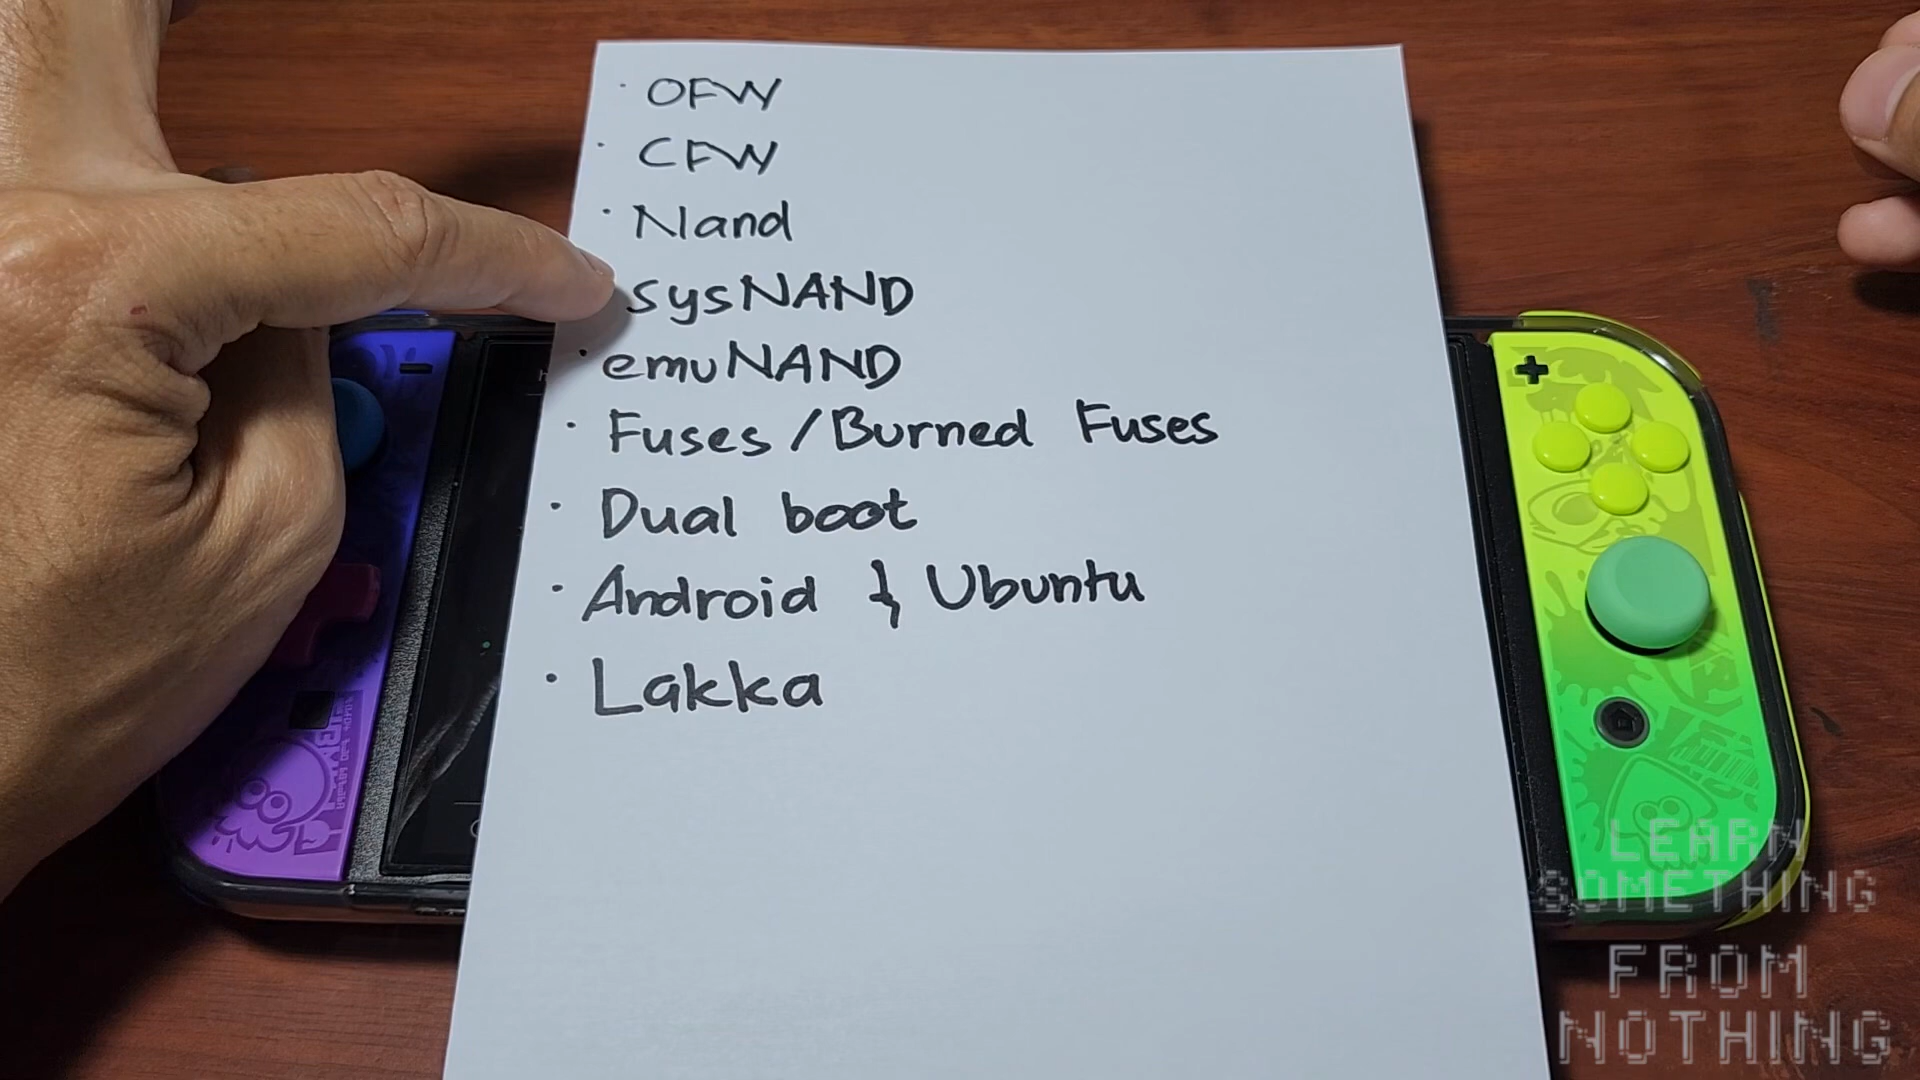 · OFW
· CFW
· Nand
sysNAND
· emuNAND
· Fuses / Burned Fuses
· Dual boot
· Android & Ubuntu
· Lakka
LEARN
SOMETHING
FROM
NOTHING